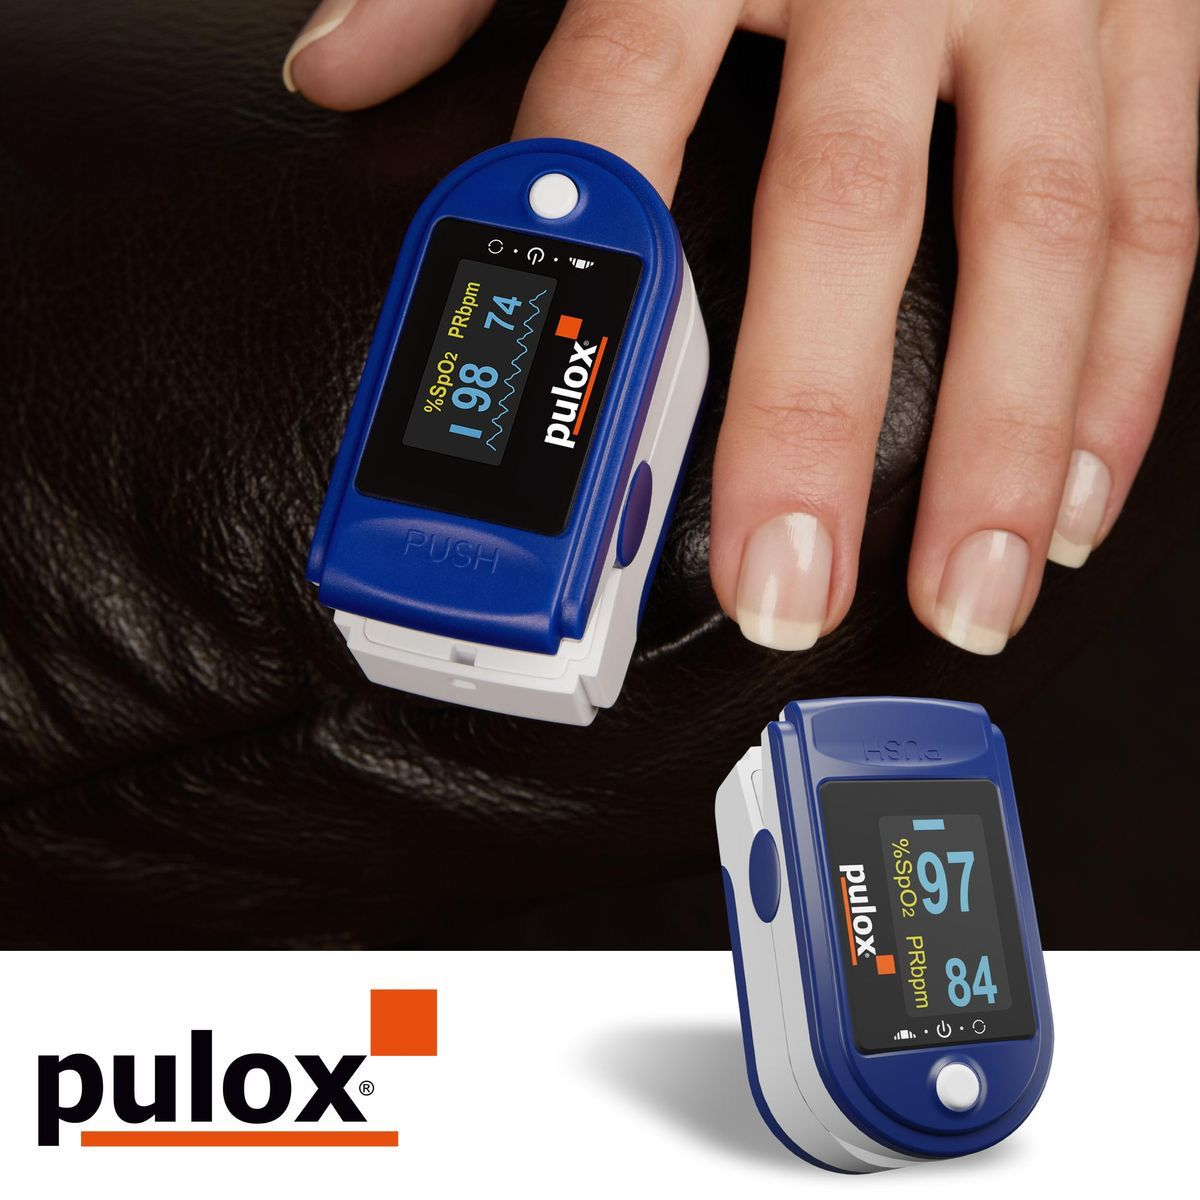 %SpO2 PRbpm
98 74
pulox®
PUSH
PUSH
97 84
%SpO2 PRbpm
pulox®
pulox®